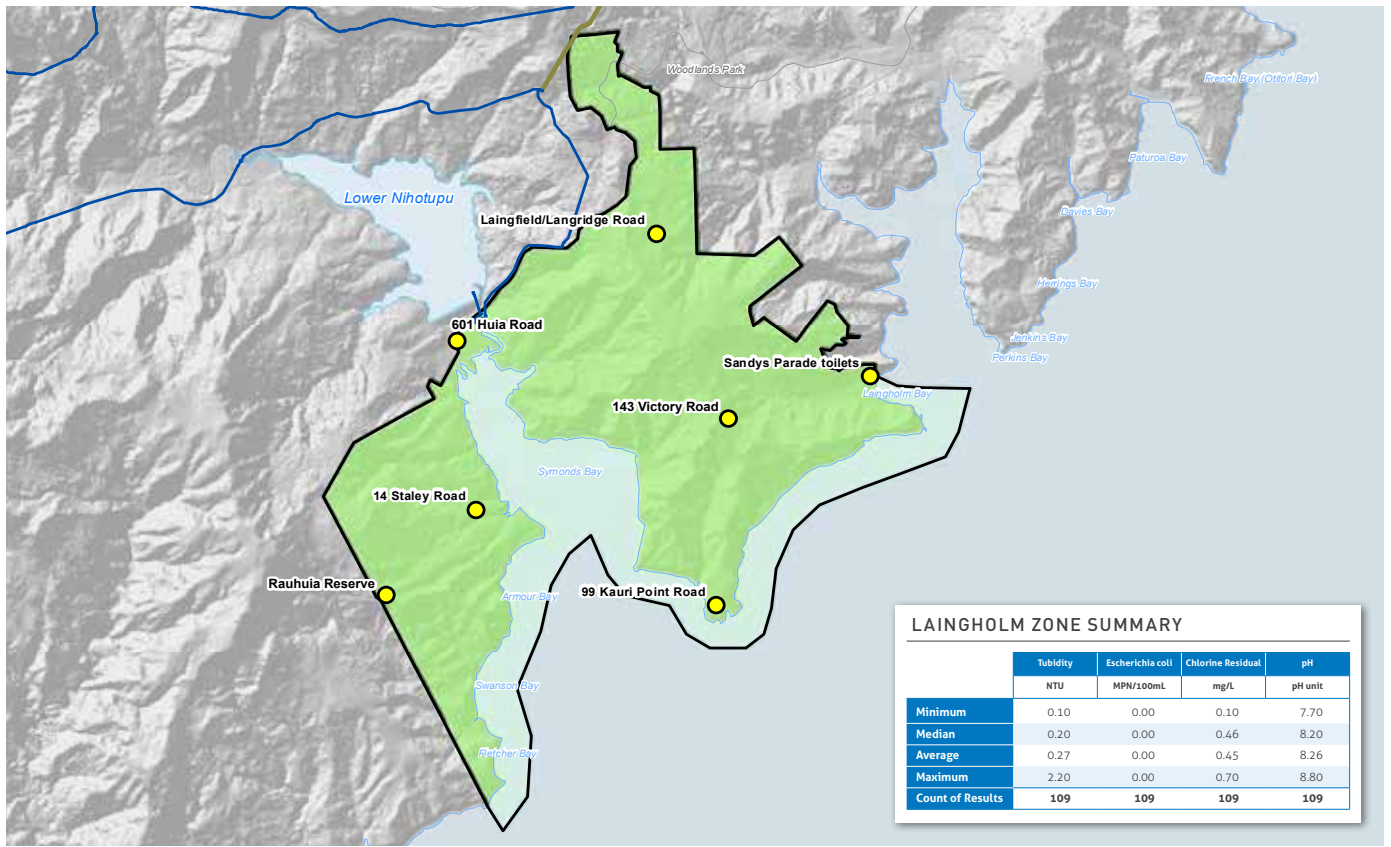 Woodlands Park
French Bay (Otitori Bay)
Paturoa Bay
Lower Nihotupu
Davies Bay
Laingfield/Langridge Road
Herrings Bay
601 Huia Road
Jenkins Bay
Perkins Bay
Sandys Parade toilets
Laingholm Bay
143 Victory Road
Symonds Bay
14 Staley Road
Rauhuia Reserve
99 Kauri Point Road
Armour Bay
Swanson Bay
Fletcher Bay
LAINGHOLM ZONE SUMMARY
Tubidity Escherichia coli Chlorine Residual pH
NTU MPN/100mL mg/L pH unit
Minimum 0.10 0.00 0.10 7.70
Median 0.20 0.00 0.46 8.20
Average 0.27 0.00 0.45 8.26
Maximum 2.20 0.00 0.70 8.80
Count of Results 109 109 109 109